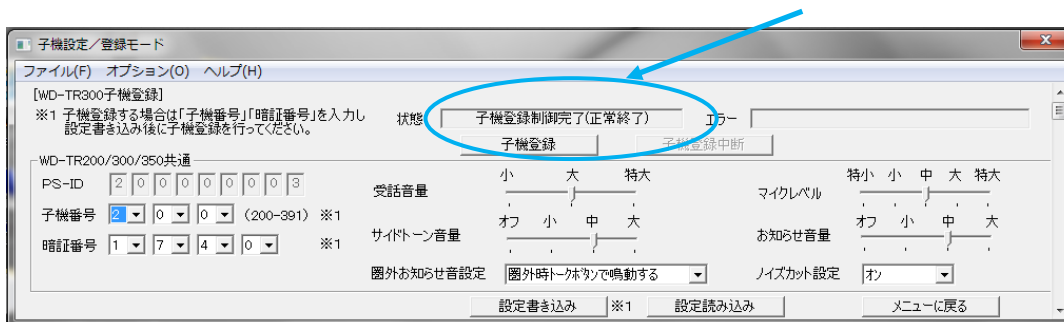 子機設定／登録モード
ファイル(F) オプション(O) ヘルプ(H)
[WD-TR300子機登録]
※1 子機登録する場合は「子機番号」「暗証番号」を入力し
設定書き込み後に子機登録を行ってください。
状態 子機登録制御完了(正常終了) エラー
子機登録 子機登録中断
WD-TR200/300/350共通
PS-ID 2 0 0 0 0 0 0 0 3
子機番号 2 0 0 (200-391) ※1
暗証番号 1 7 4 0 ※1
受話音量 小 大 特大
マイクレベル 特小 小 中 大 特大
サイドトーン音量 オフ 小 中 大
お知らせ音量 オフ 小 中 大
圏外お知らせ音設定 圏外時トークボタンで鳴動する ノイズカット設定 オン
設定書き込み ※1 設定読み込み メニューに戻る